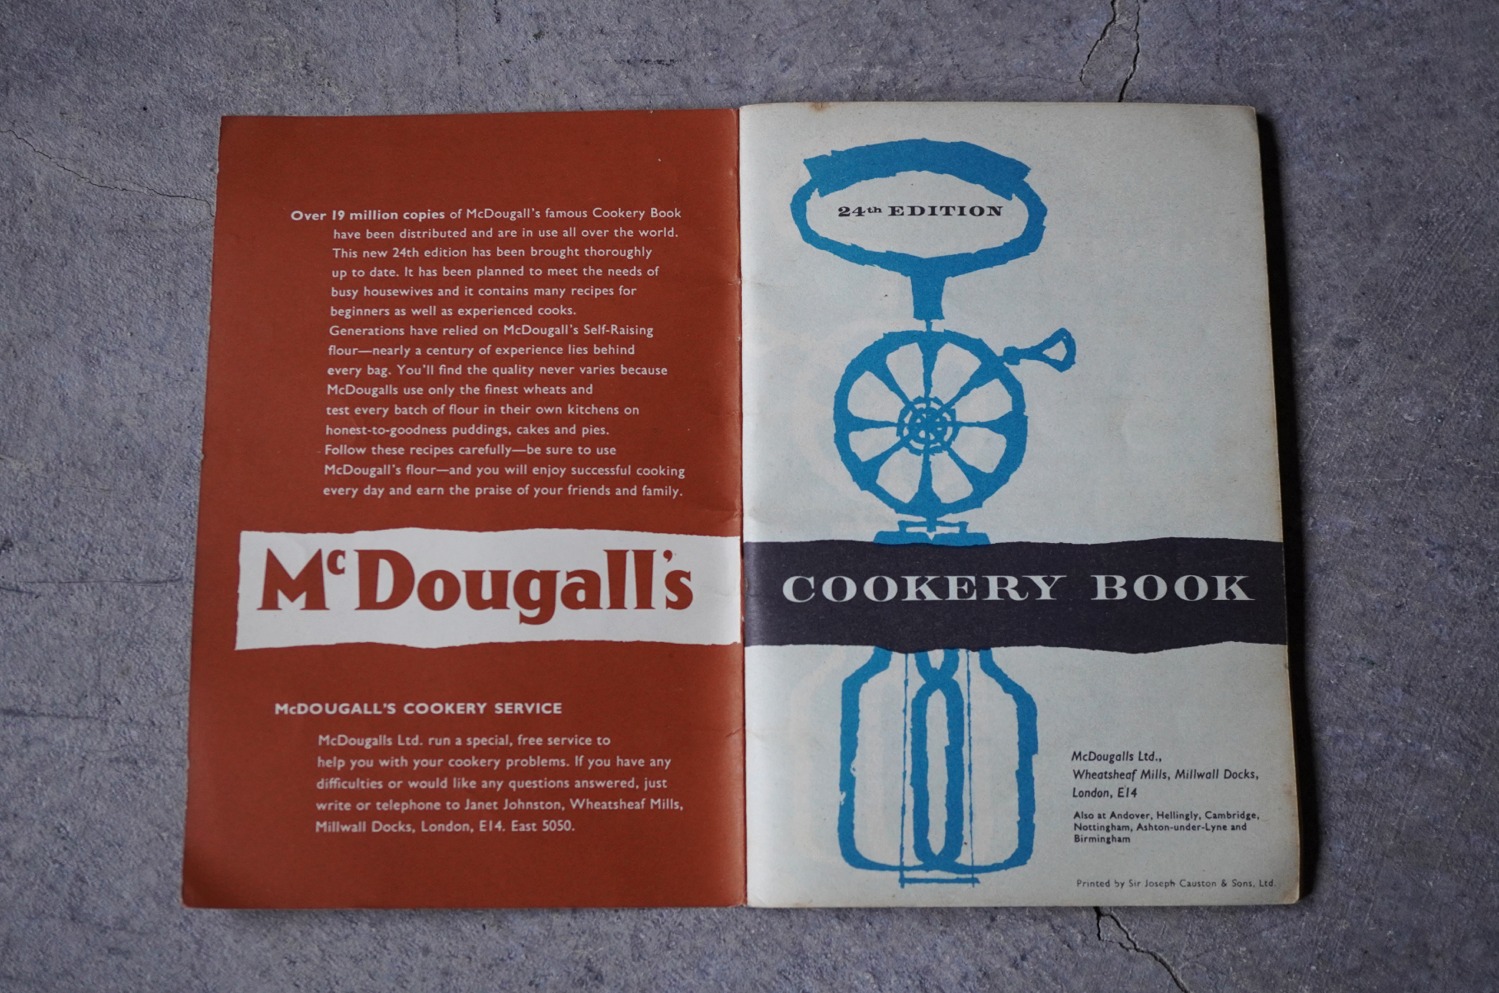 Over 19 million copies of McDougall's famous Cookery Book
have been distributed and are in use all over the world.
This new 24th edition has been brought thoroughly
up to date. It has been planned to meet the needs of
busy housewives and it contains many recipes for
beginners as well as experienced cooks.
Generations have relied on McDougall's Self-Raising
flour—nearly a century of experience lies behind
every bag. You'll find the quality never varies because
McDougalls use only the finest wheats and
test every batch of flour in their own kitchens on
honest-to-goodness puddings, cakes and pies.
Follow these recipes carefully—be sure to use
McDougall's flour—and you will enjoy successful cooking
every day and earn the praise of your friends and family.
McDougall's
McDOUGALL'S COOKERY SERVICE
McDougalls Ltd. run a special, free service to
help you with your cookery problems. If you have any
difficulties or would like any questions answered, just
write or telephone to Janet Johnston, Wheatsheaf Mills,
Millwall Docks, London, E14. East 5050.
24th EDITION
COOKERY BOOK
McDougalls Ltd.,
Wheatsheaf Mills, Millwall Docks,
London, E14
Also at Andover, Hellingly, Cambridge,
Nottingham, Ashton-under-Lyne and
Birmingham
Printed by Sir Joseph Causton & Sons, Ltd.